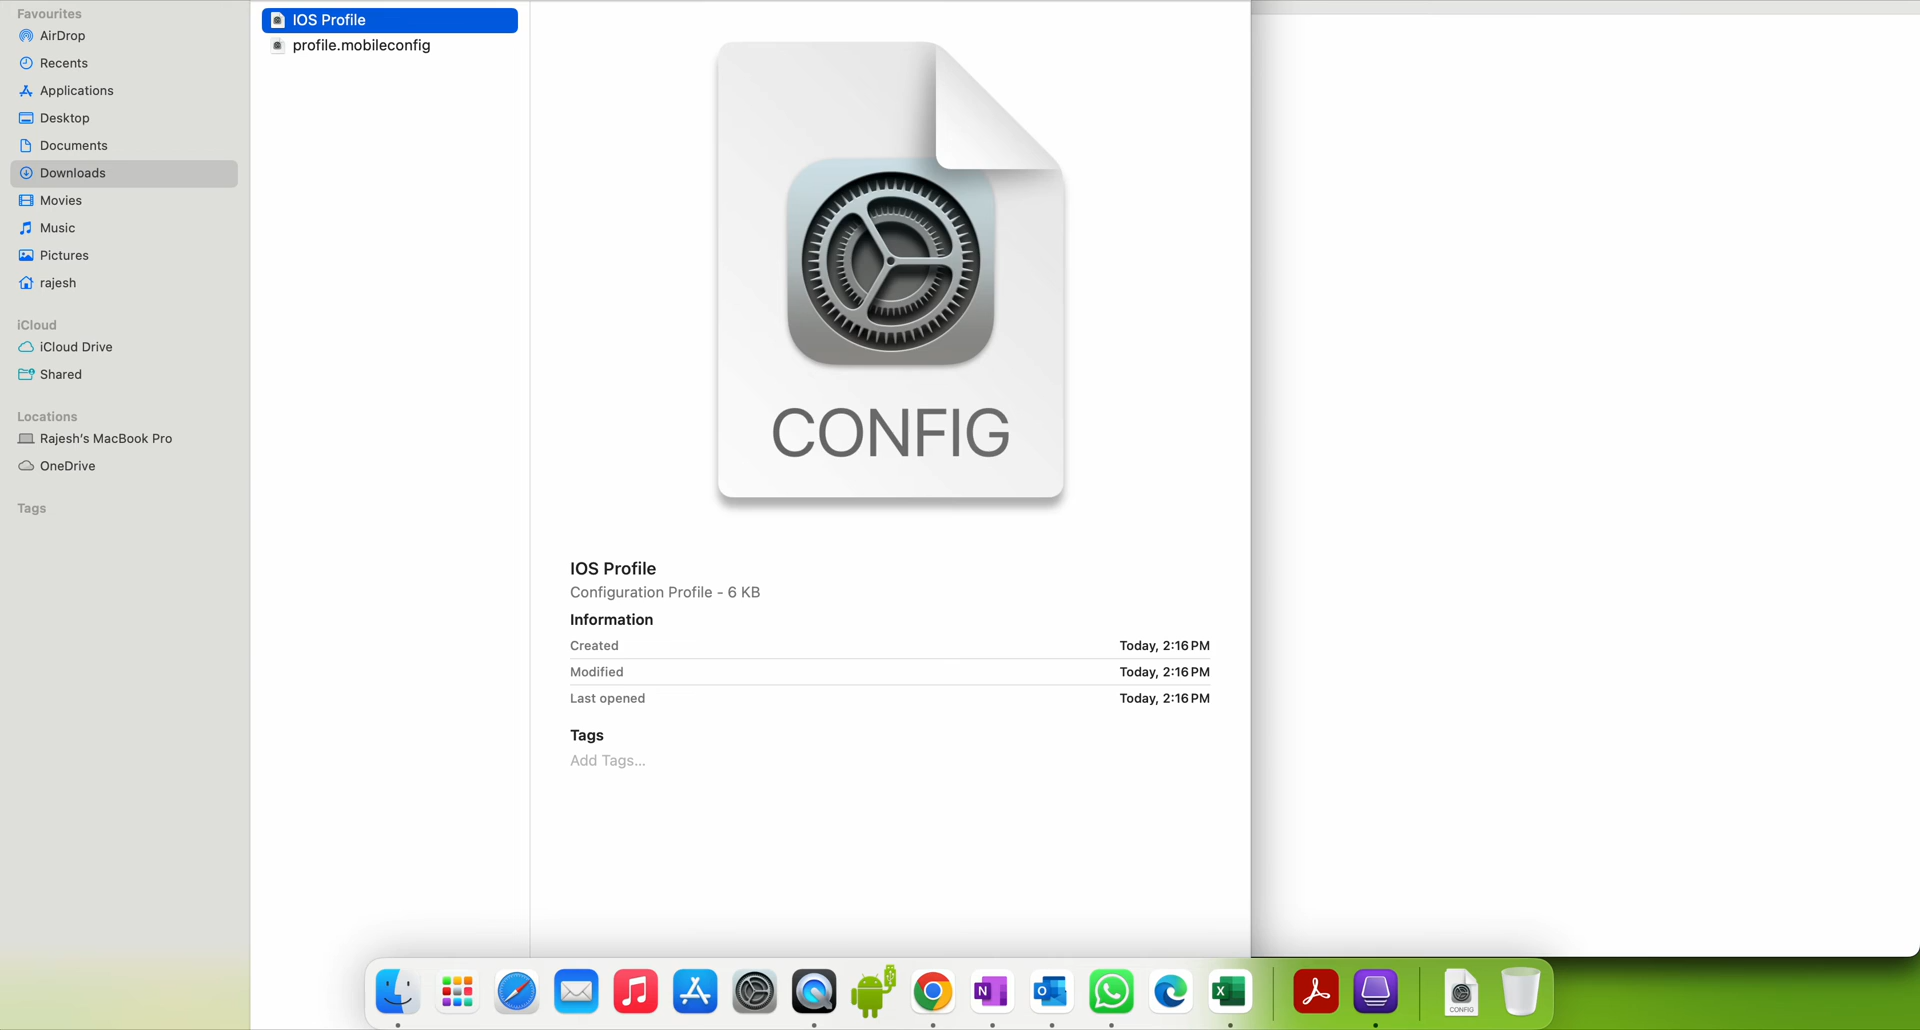 Favourites
AirDrop
Recents
Applications
Desktop
Documents
Downloads
Movies
Music
Pictures
rajesh
iCloud
iCloud Drive
Shared
Locations
Rajesh's MacBook Pro
OneDrive
Tags
IOS Profile
profile.mobileconfig
CONFIG
IOS Profile
Configuration Profile - 6 KB
Information
Created Today, 2:16 PM
Modified Today, 2:16 PM
Last opened Today, 2:16 PM
Tags
Add Tags...
N
O
X
CONFIG